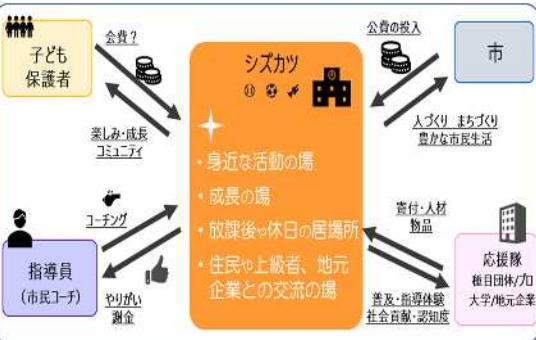 子ども
保護者
会費？
楽しみ・成長
コミュニティ
シズカツ
・身近な活動の場
・成長の場
・放課後や休日の居場所
・住民や上級者、地元
企業との交流の場
公費の投入
市
人づくり まちづくり
豊かな市民生活
コーチング
指導員
(市民コーチ)
やりがい
謝金
寄付・人材
物品
応援隊
種目団体/プロ
大学/地元企業
普及・指導体験
社会貢献・認知度